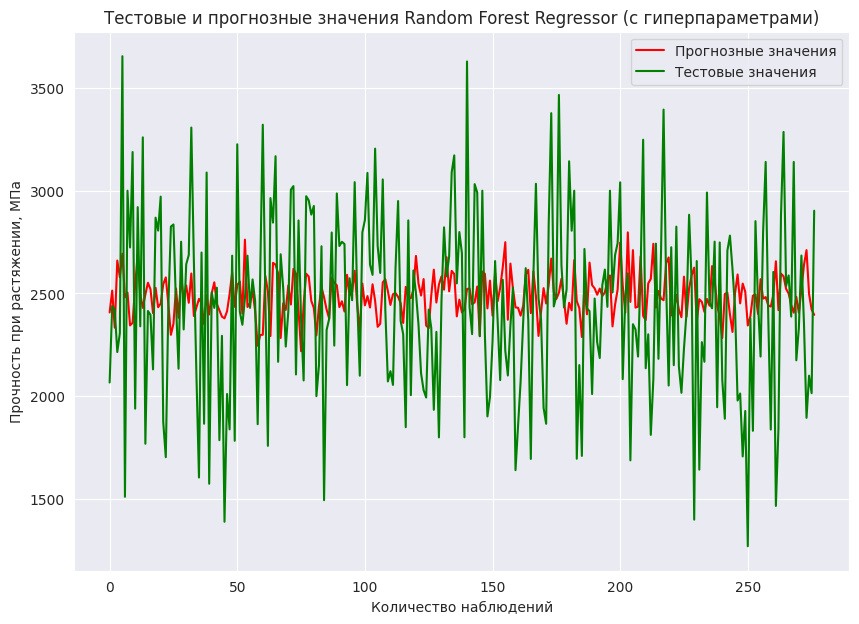 Тестовые и прогнозные значения Random Forest Regressor (с гиперпараметрами)
Прогнозные значения
Тестовые значения
Прочность при растяжении, МПа
3500
3000
2500
2000
1500
0
50
100
150
200
250
Количество наблюдений